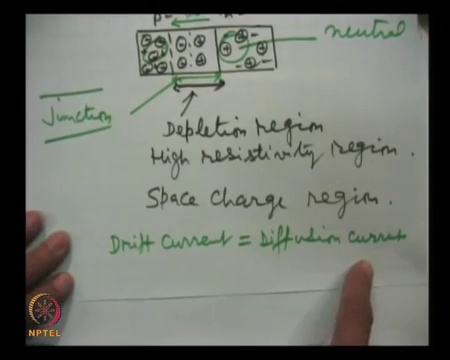 p-
neutral
Junction
Depletion region
High resistivity region.
Space Charge region.
Drift Current = Diffusion Current
NPTEL